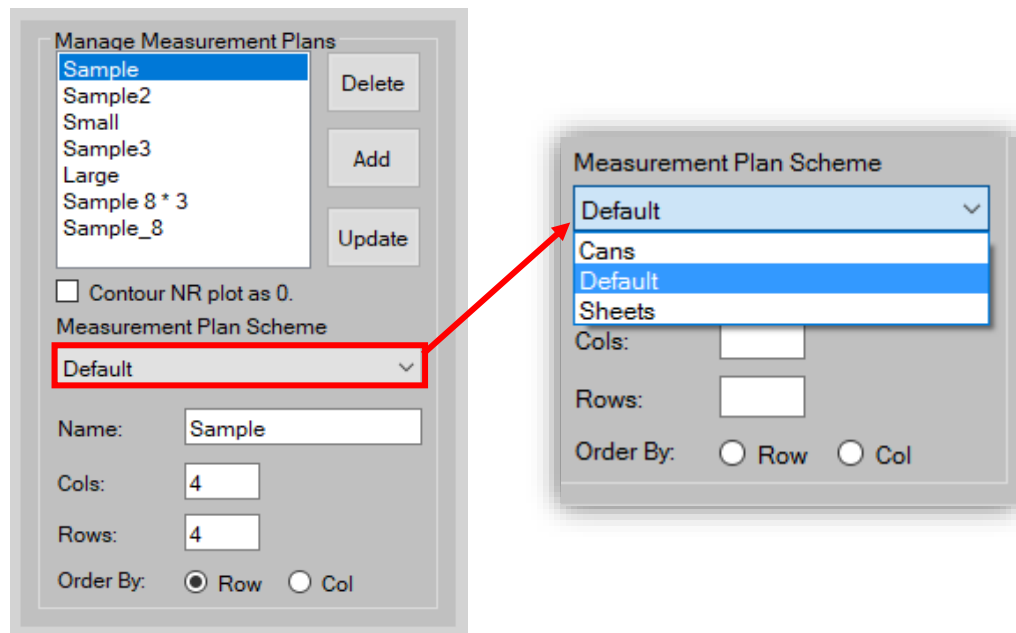 Manage Measurement Plans
Sample
Sample2
Small
Sample3
Large
Sample 8 * 3
Sample_8
Delete
Add
Update
Contour NR plot as 0.
Measurement Plan Scheme
Default
Name: Sample
Cols: 4
Rows: 4
Order By: Row Col
Measurement Plan Scheme
Default
Cans
Default
Sheets
Cols:
Rows:
Order By: Row Col